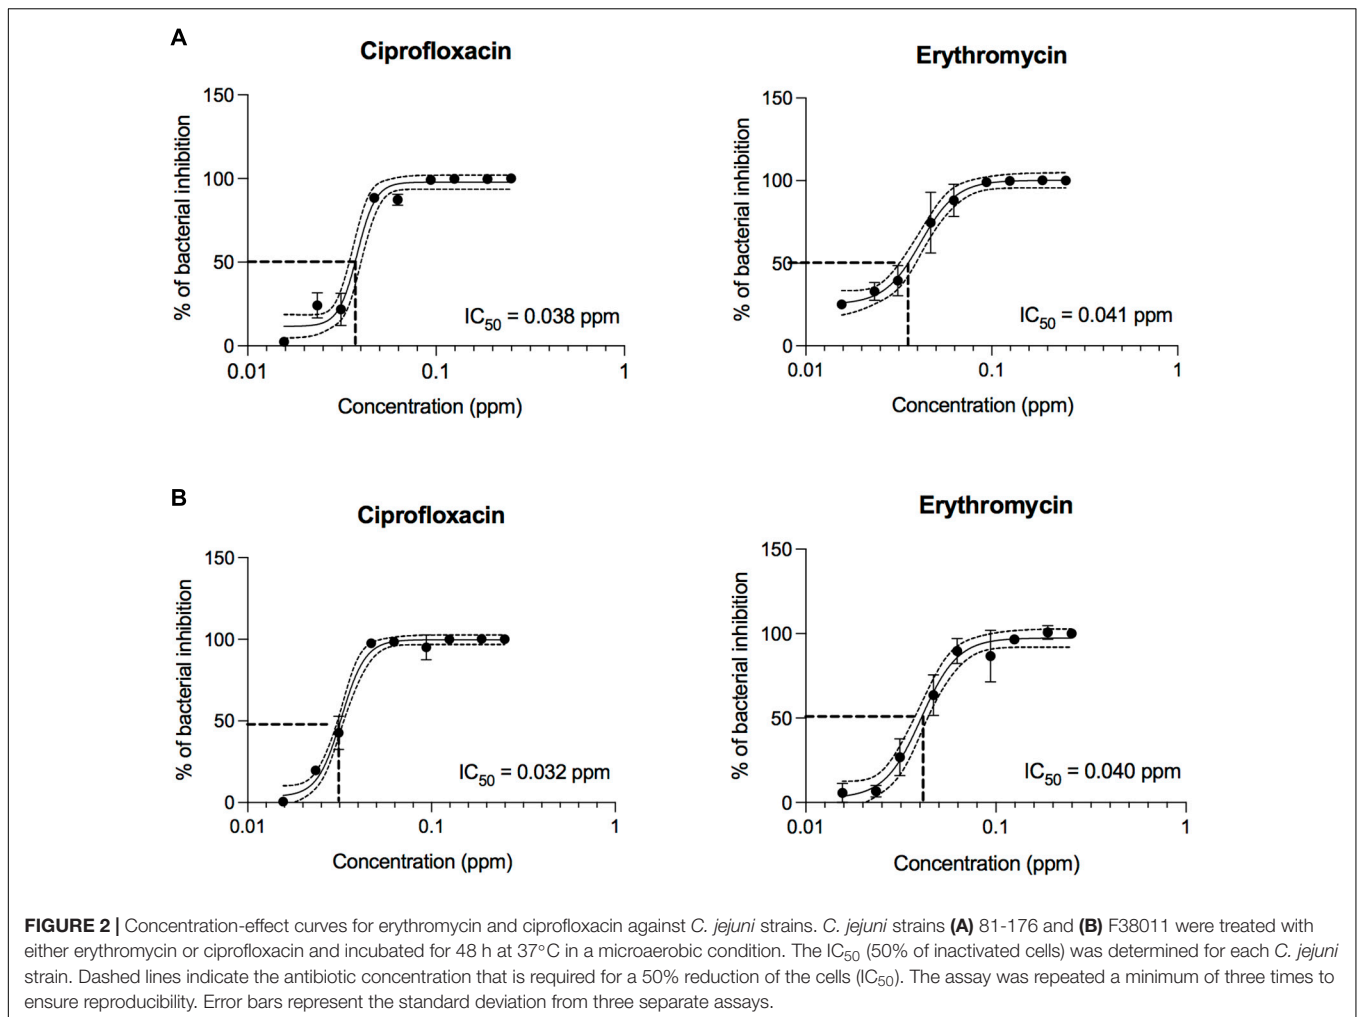 A
Ciprofloxacin
% of bacterial inhibition
150
100
50
0
IC50 = 0.038 ppm
0.01
0.1
1
Concentration (ppm)
Erythromycin
% of bacterial inhibition
150
100
50
0
IC50 = 0.041 ppm
0.01
0.1
1
Concentration (ppm)
B
Ciprofloxacin
% of bacterial inhibition
150
100
50
0
IC50 = 0.032 ppm
0.01
0.1
1
Concentration (ppm)
Erythromycin
% of bacterial inhibition
150
100
50
0
IC50 = 0.040 ppm
0.01
0.1
1
Concentration (ppm)
FIGURE 2 | Concentration-effect curves for erythromycin and ciprofloxacin against C. jejuni strains. C. jejuni strains (A) 81-176 and (B) F38011 were treated with
either erythromycin or ciprofloxacin and incubated for 48 h at 37°C in a microaerobic condition. The IC50 (50% of inactivated cells) was determined for each C. jejuni
strain. Dashed lines indicate the antibiotic concentration that is required for a 50% reduction of the cells (IC50). The assay was repeated a minimum of three times to
ensure reproducibility. Error bars represent the standard deviation from three separate assays.